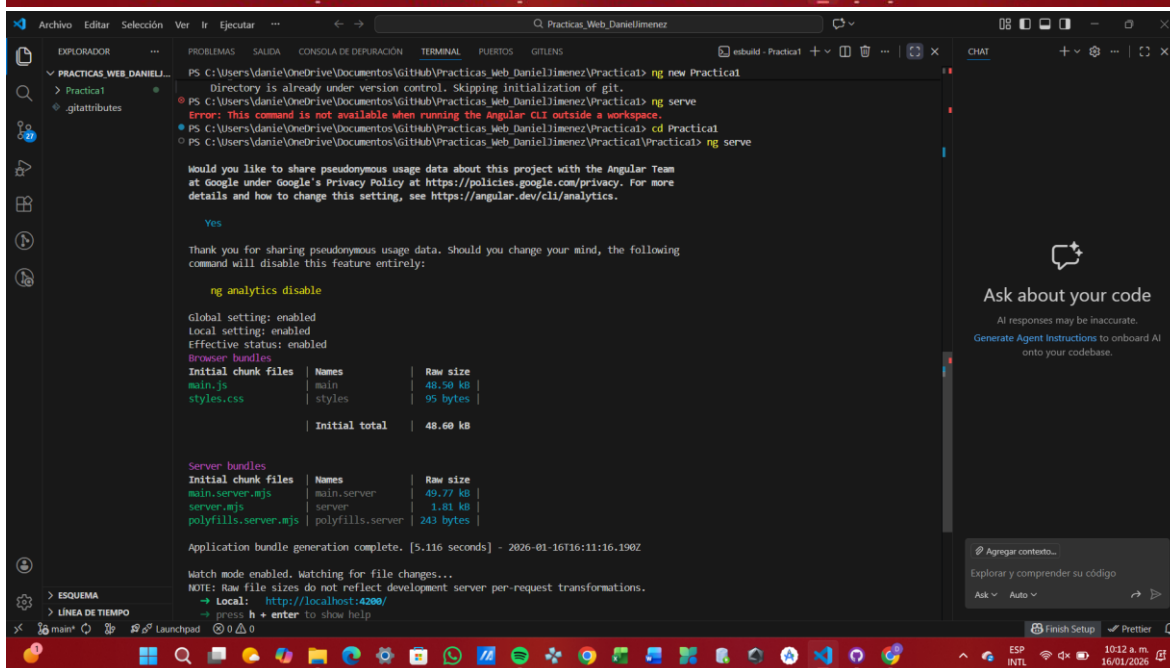 Archivo Editar Selección Ver Ir Ejecutar ··· Practicas_Web_DanielJimenez
EXPLORADOR ···
PRACTICAS_WEB_DANIELJ...
Practica1
.gitattributes
27
ESQUEMA
LÍNEA DE TIEMPO
PROBLEMAS SALIDA CONSOLA DE DEPURACIÓN TERMINAL PUERTOS GITLENS esbuild - Practica1
PS C:\Users\danie\OneDrive\Documentos\GitHub\Practicas_Web_DanielJimenez\Practica1> ng new Practica1
Directory is already under version control. Skipping initialization of git.
PS C:\Users\danie\OneDrive\Documentos\GitHub\Practicas_Web_DanielJimenez\Practica1> ng serve
Error: This command is not available when running the Angular CLI outside a workspace.
PS C:\Users\danie\OneDrive\Documentos\GitHub\Practicas_Web_DanielJimenez\Practica1> cd Practica1
PS C:\Users\danie\OneDrive\Documentos\GitHub\Practicas_Web_DanielJimenez\Practica1\Practica1> ng serve
Would you like to share pseudonymous usage data about this project with the Angular Team
at Google under Google's Privacy Policy at https://policies.google.com/privacy. For more
details and how to change this setting, see https://angular.dev/cli/analytics.
Yes
Thank you for sharing pseudonymous usage data. Should you change your mind, the following
command will disable this feature entirely:
ng analytics disable
Global setting: enabled
Local setting: enabled
Effective status: enabled
Browser bundles
Initial chunk files | Names | Raw size
main.js | main | 48.50 kB |
styles.css | styles | 95 bytes |
| Initial total | 48.60 kB
Server bundles
Initial chunk files | Names | Raw size
main.server.mjs | main.server | 49.77 kB |
server.mjs | server | 1.81 kB |
polyfills.server.mjs | polyfills.server | 243 bytes |
Application bundle generation complete. [5.116 seconds] - 2026-01-16T16:11:16.190Z
Watch mode enabled. Watching for file changes...
NOTE: Raw file sizes do not reflect development server per-request transformations.
→ Local: http://localhost:4200/
→ press h + enter to show help
CHAT
Ask about your code
AI responses may be inaccurate.
Generate Agent Instructions to onboard AI
onto your codebase.
Agregar contexto...
Explorar y comprender su código
Ask Auto
main* Launchpad 0 0 Finish Setup Prettier
ESP
INTL
10:12 a. m.
16/01/2026